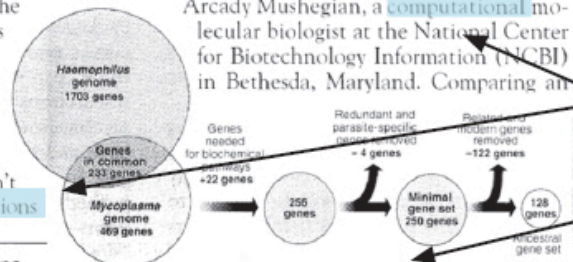 he
Arcady Mushegian, a computational mo-
lecular biologist at the National Center
for Biotechnology Information (NCBI)
in Bethesda, Maryland. Comparing an
Haemophilus
genome
1703 genes
Genes
in common
233 genes
Mycoplasma
genome
469 genes
Genes
needed
for biochemical
pathways
+22 genes
256
genes
Redundant and
parasite-specific
genes removed
- 4 genes
Minimal
gene set
250 genes
Related and
modern genes
removed
-122 genes
128
genes
Ancestral
gene set
't
ions